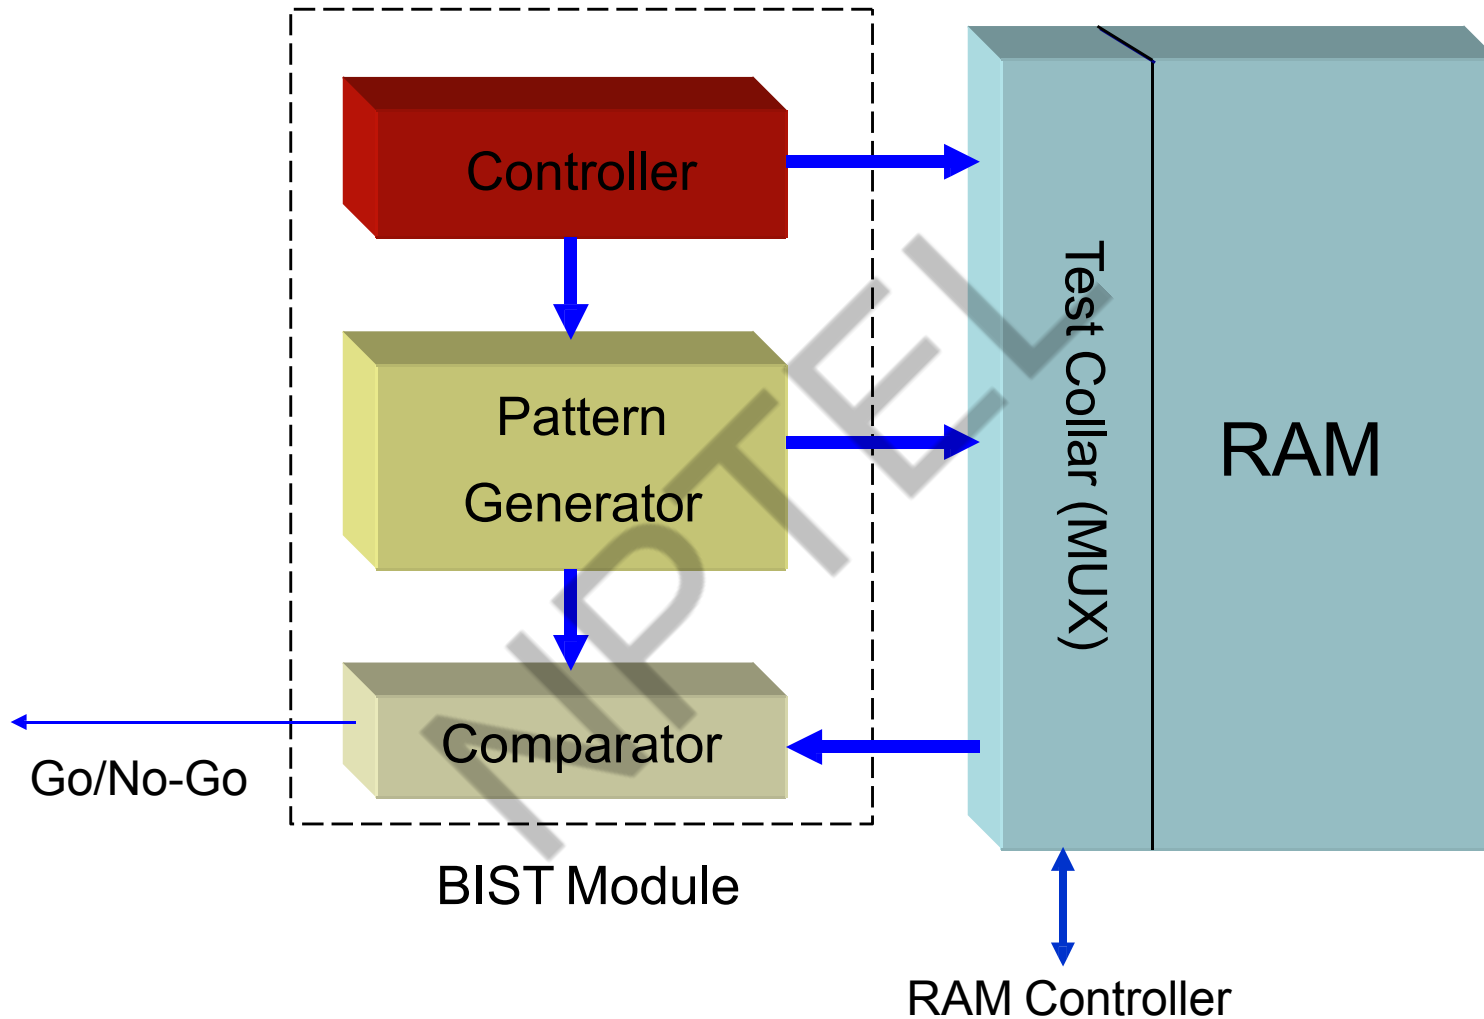 Controller
Pattern
Generator
Comparator
Go/No-Go
BIST Module
Test Collar (MUX)
RAM
RAM Controller
NPTEL